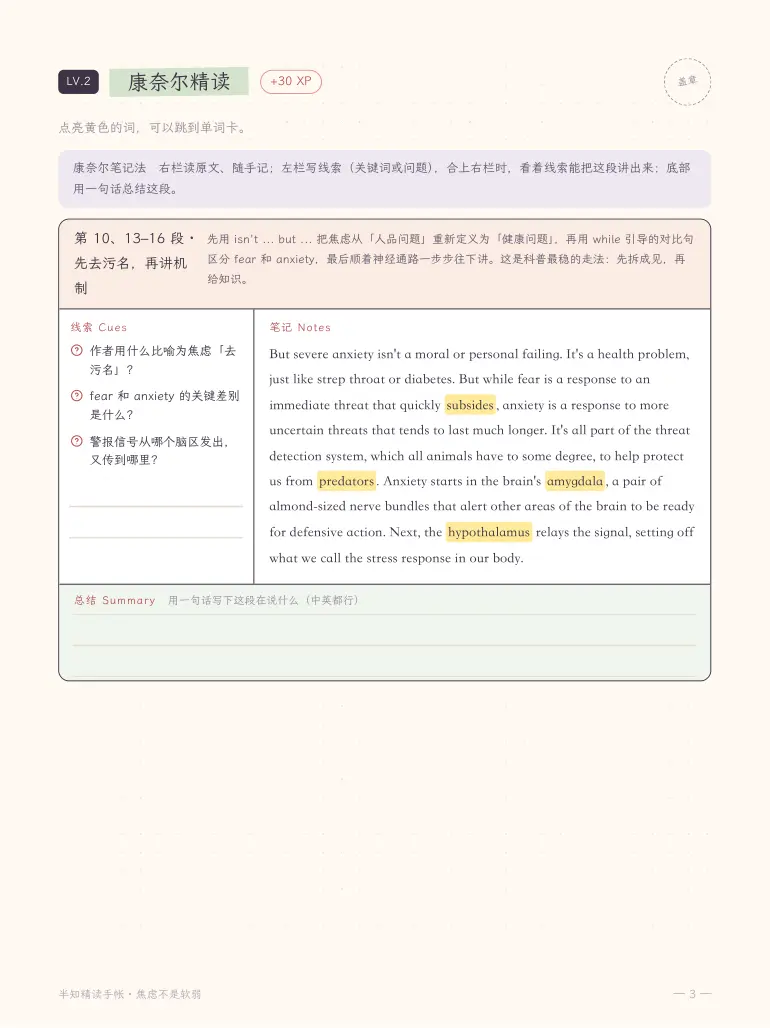 LV.2 康奈尔精读 +30 XP 盖章
点亮黄色的词，可以跳到单词卡。
康奈尔笔记法 右栏读原文、随手记；左栏写线索（关键词或问题），合上右栏时，看着线索能把这段讲出来；底部
用一句话总结这段。
第 10、13–16 段·
先去污名，再讲机
制
先用 isn't ... but ... 把焦虑从「人品问题」重新定义为「健康问题」，再用 while 引导的对比句
区分 fear 和 anxiety，最后顺着神经通路一步步往下讲。这是科普最稳的走法：先拆成见，再
给知识。
线索 Cues
作者用什么比喻为焦虑「去
污名」？
fear 和 anxiety 的关键差别
是什么？
警报信号从哪个脑区发出，
又传到哪里？
笔记 Notes
But severe anxiety isn't a moral or personal failing. It's a health problem,
just like strep throat or diabetes. But while fear is a response to an
immediate threat that quickly subsides, anxiety is a response to more
uncertain threats that tends to last much longer. It's all part of the threat
detection system, which all animals have to some degree, to help protect
us from predators. Anxiety starts in the brain's amygdala, a pair of
almond-sized nerve bundles that alert other areas of the brain to be ready
for defensive action. Next, the hypothalamus relays the signal, setting off
what we call the stress response in our body.
总结 Summary 用一句话写下这段在说什么（中英都行）
半知精读手帐·焦虑不是软弱
— 3 —